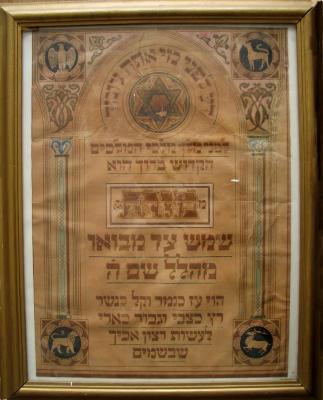 דע לפני מי אתה עומד
לפני מלך מלכי המלכים
הקדוש ברוך הוא
מזרח
שמש עד מבואו
מהלל שם ה'
הוי עז כנמר וקל כנשר
רץ כצבי וגבור כארי
לעשות רצון אביך
שבשמים